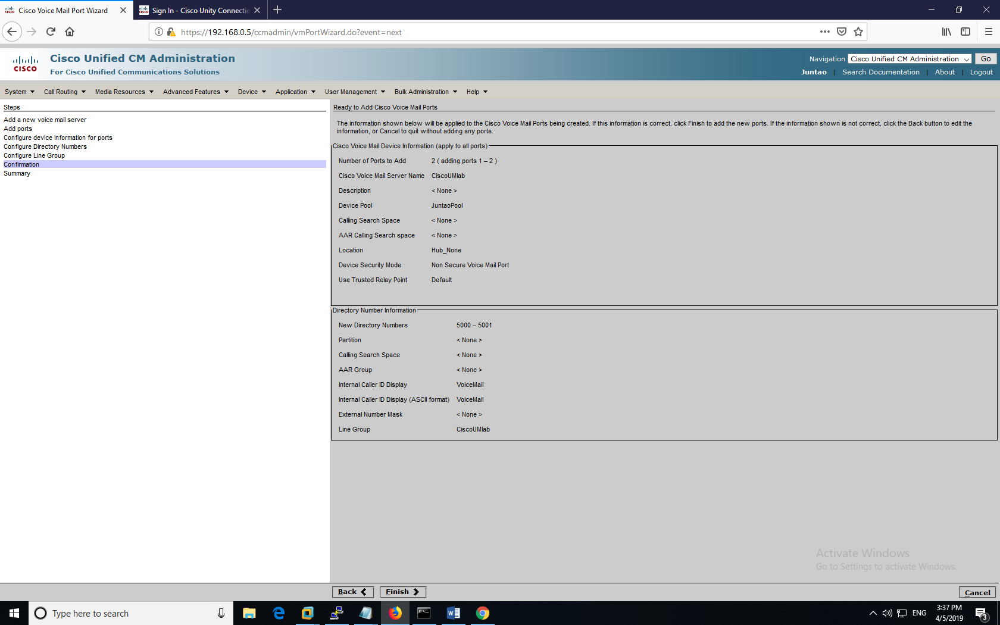 Cisco Voice Mail Port Wizard
Sign In - Cisco Unity Connectio
https://192.168.0.5/ccmadmin/vmPortWizard.do?event=next
CISCO
Cisco Unified CM Administration
For Cisco Unified Communications Solutions
Navigation Cisco Unified CM Administration Go
Juntao | Search Documentation | About | Logout
System Call Routing Media Resources Advanced Features Device Application User Management Bulk Administration Help
Steps
Add a new voice mail server
Add ports
Configure device information for ports
Configure Directory Numbers
Configure Line Group
Confirmation
Summary
Ready to Add Cisco Voice Mail Ports
The information shown below will be applied to the Cisco Voice Mail Ports being created. If this information is correct, click Finish to add the new ports. If the information shown is not correct, click the Back button to edit the
information, or Cancel to quit without adding any ports.
Cisco Voice Mail Device Information (apply to all ports)
Number of Ports to Add 2 ( adding ports 1 – 2 )
Cisco Voice Mail Server Name CiscoUMlab
Description < None >
Device Pool JuntaoPool
Calling Search Space < None >
AAR Calling Search space < None >
Location Hub_None
Device Security Mode Non Secure Voice Mail Port
Use Trusted Relay Point Default
Directory Number Information
New Directory Numbers 5000 – 5001
Partition < None >
Calling Search Space < None >
AAR Group < None >
Internal Caller ID Display VoiceMail
Internal Caller ID Display (ASCII format) VoiceMail
External Number Mask < None >
Line Group CiscoUMlab
Activate Windows
Go to Settings to activate Windows.
Back Finish Cancel
Type here to search
ENG
3:37 PM
4/5/2019
3